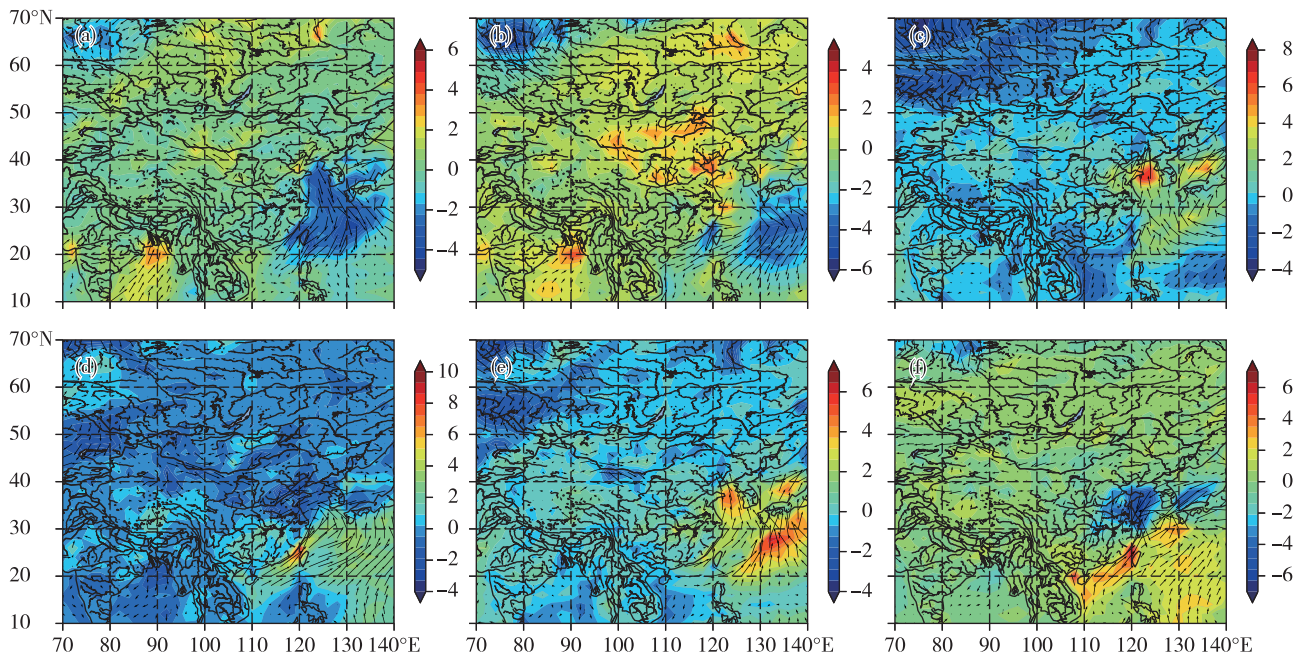 70°N 60 50 40 30 20 10
(a) 6 4 2 0 −2 −4
(b) 4 2 0 −2 −4 −6
(c) 8 6 4 2 0 −2 −4
70°N 60 50 40 30 20 10
(d) 10 8 6 4 2 0 −2 −4
(e) 6 4 2 0 −2 −4
(f) 6 4 2 0 −2 −4 −6
70 80 90 100 110 120 130 140°E
70 80 90 100 110 120 130 140°E
70 80 90 100 110 120 130 140°E